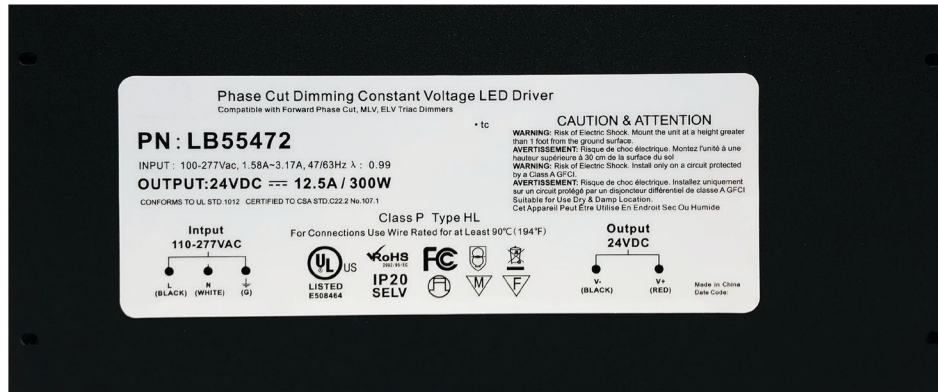 Phase Cut Dimming Constant Voltage LED Driver
Compatible with Forward Phase Cut, MLV, ELV Triac Dimmers
• tc
PN: LB55472
INPUT: 100-277Vac, 1.58A~3.17A, 47/63Hz λ: 0.99
OUTPUT:24VDC ⎓ 12.5A / 300W
CONFORMS TO UL STD.1012 CERTIFIED TO CSA STD.C22.2 No.107.1
CAUTION & ATTENTION
WARNING: Risk of Electric Shock. Mount the unit at a height greater
than 1 foot from the ground surface.
AVERTISSEMENT: Risque de choc électrique. Montez l'unité à une
hauteur supérieure à 30 cm de la surface du sol
WARNING: Risk of Electric Shock. Install only on a circuit protected
by a Class A GFCI.
AVERTISSEMENT: Risque de choc électrique. Installez uniquement
sur un circuit protégé par un disjoncteur différentiel de classe A GFCI
Suitable for Use Dry & Damp Location.
Cet Appareil Peut Être Utilise En Endroit Sec Ou Humide
Class P Type HL
For Connections Use Wire Rated for at Least 90℃(194℉)
Intput
110-277VAC
L
(BLACK)
N
(WHITE)
(G)
UL US
LISTED
E508464
RoHS
2002/95/EC
IP20
SELV
FC
M
F
Output
24VDC
V-
(BLACK)
V+
(RED)
Made in China
Date Code: